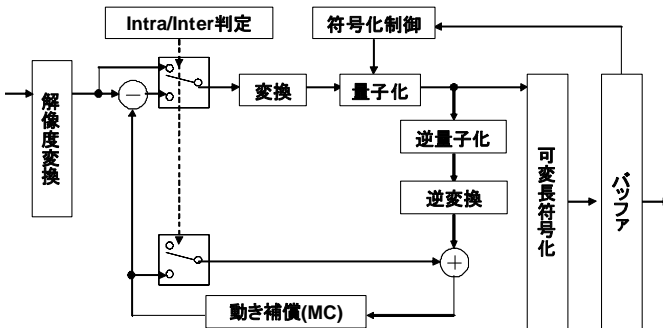 Intra/Inter判定
符号化制御
解像度変換
変換
量子化
逆量子化
逆変換
可変長符号化
バッファ
動き補償(MC)